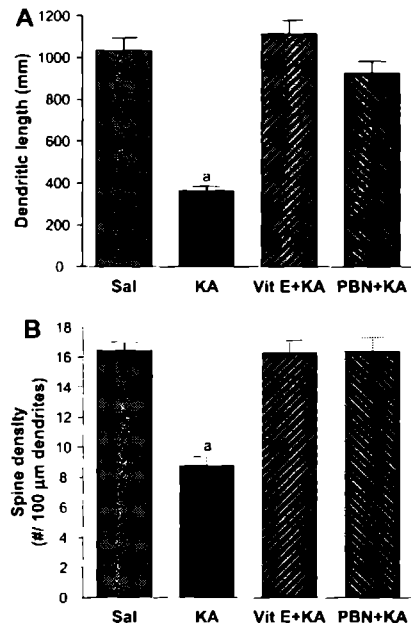 A
Dendritic length (mm)
1200
1000
800
600
400
200
0
a
Sal
KA
Vit E+KA
PBN+KA
B
Spine density
(#/ 100 µm dendrites)
18
16
14
12
10
8
6
4
2
0
a
Sal
KA
Vit E+KA
PBN+KA